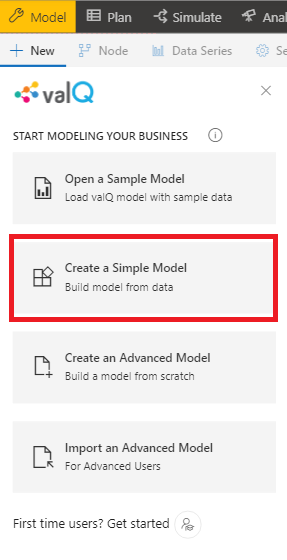 Model Plan Simulate Anal
+ New Node Data Series Se
valQ
START MODELING YOUR BUSINESS
Open a Sample Model
Load valQ model with sample data
Create a Simple Model
Build model from data
Create an Advanced Model
Build a model from scratch
Import an Advanced Model
For Advanced Users
First time users? Get started